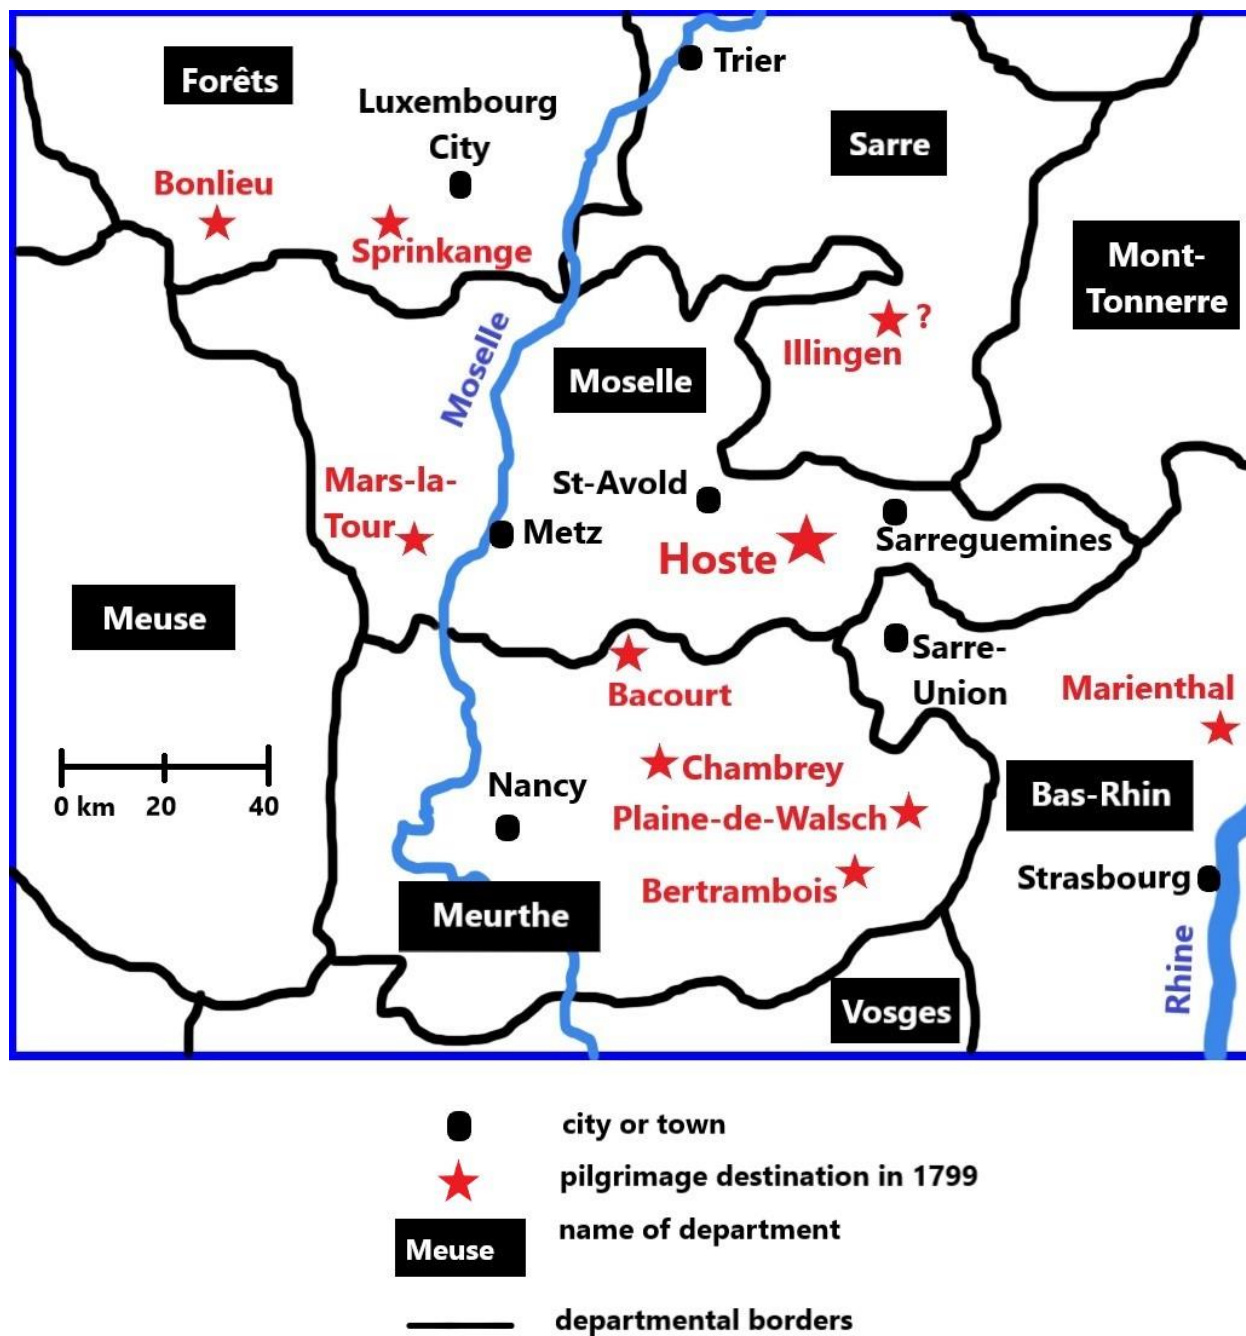 Forêts
Luxembourg
City
Trier
Sarre
Bonlieu
Sprinkange
Mont-
Tonnerre
Illingen
?
Moselle
Moselle
Mars-la-
Tour
St-Avold
Metz
Hoste
Sarreguemines
Meuse
Sarre-
Union
Bacourt
Marienthal
0 km 20 40
Nancy
Chambrey
Plaine-de-Walsch
Bas-Rhin
Bertrambois
Strasbourg
Meurthe
Rhine
Vosges
city or town
pilgrimage destination in 1799
Meuse
name of department
departmental borders